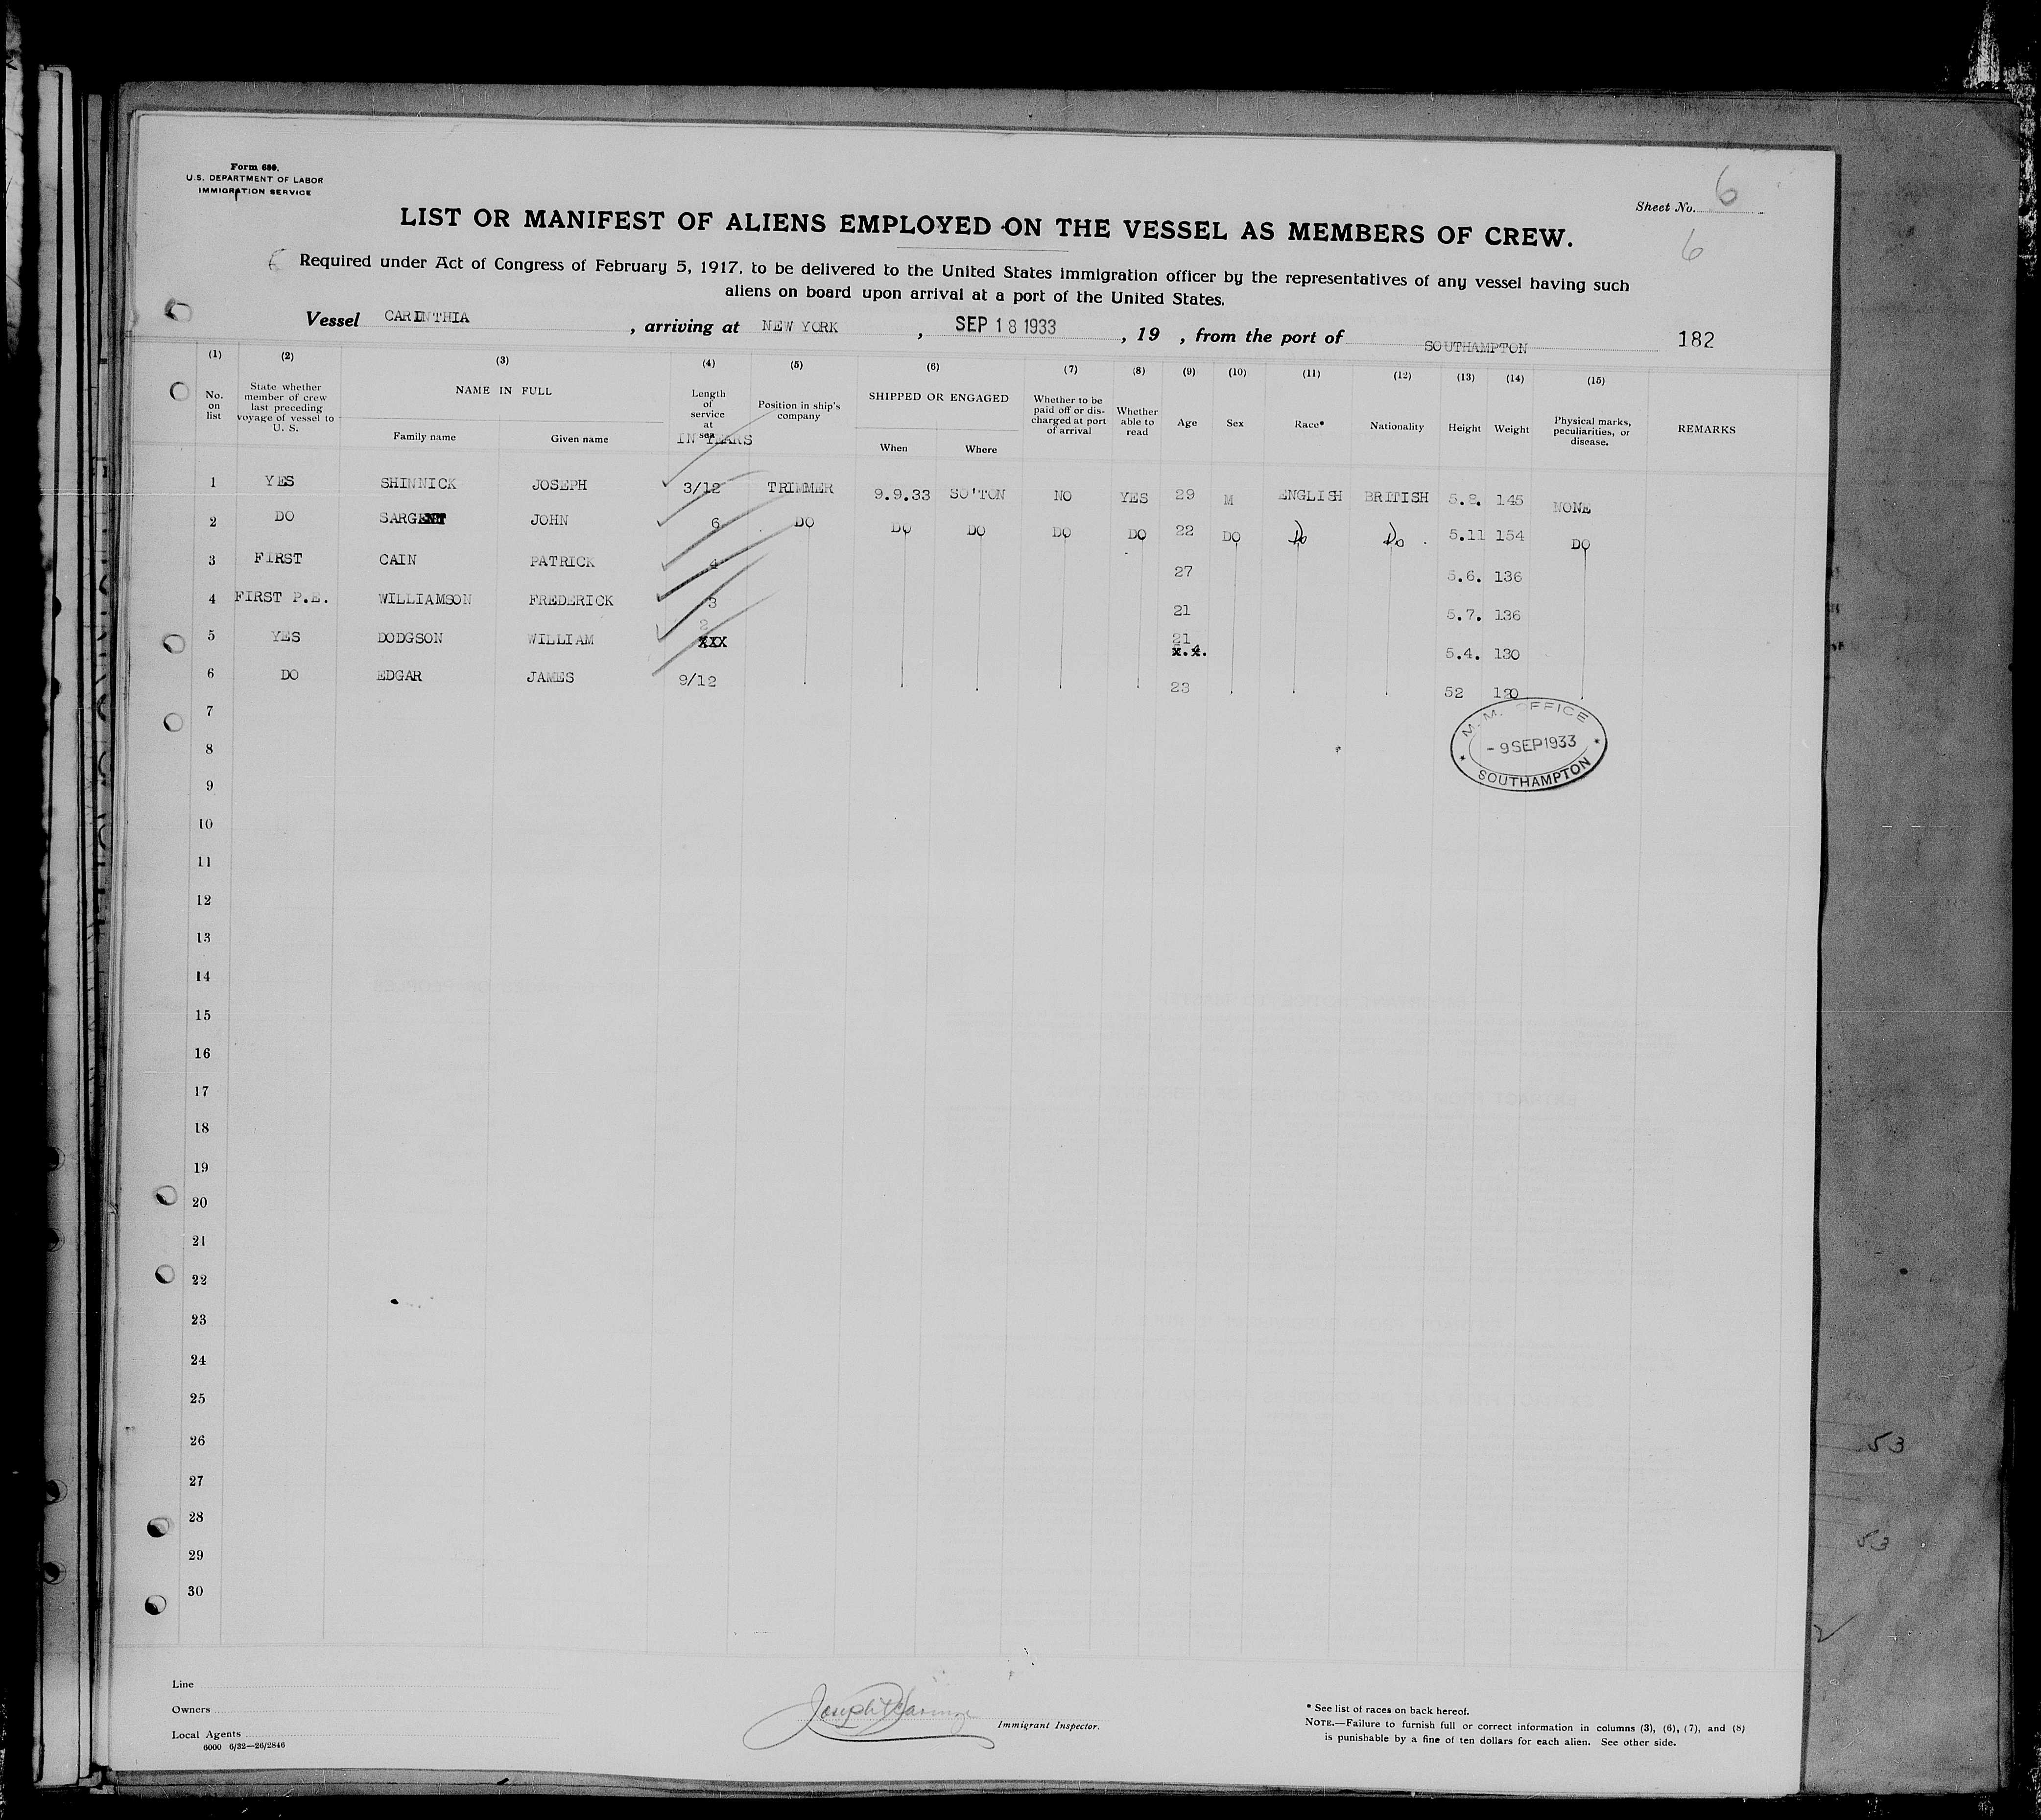 Form 680.
U.S. DEPARTMENT OF LABOR
IMMIGRATION SERVICE
Sheet No. 6
6
LIST OR MANIFEST OF ALIENS EMPLOYED ON THE VESSEL AS MEMBERS OF CREW.
Required under Act of Congress of February 5, 1917, to be delivered to the United States immigration officer by the representatives of any vessel having such
aliens on board upon arrival at a port of the United States.
Vessel CARINTHIA, arriving at NEW YORK, SEP 18 1933, 19 , from the port of SOUTHAMPTON 182
(1) (2) (3) (4) (5) (6) (7) (8) (9) (10) (11) (12) (13) (14) (15)
No. on list
State whether member of crew last preceding voyage of vessel to U. S.
NAME IN FULL
Family name Given name
Length of service at sea
IN YEARS
Position in ship's company
SHIPPED OR ENGAGED
When Where
Whether to be paid off or discharged at port of arrival
Whether able to read
Age
Sex
Race*
Nationality
Height
Weight
Physical marks, peculiarities, or disease.
REMARKS
1 YES SHINNICK JOSEPH 3/12 TRIMMER 9.9.33 SO'TON NO YES 29 M ENGLISH BRITISH 5.8. 145 NONE
2 DO SARGENT JOHN 6 DO DO DO DO DO 22 DO Do Do 5.11 154 DO
3 FIRST CAIN PATRICK 4 27 5.6. 136
4 FIRST P.E. WILLIAMSON FREDERICK 3 21 5.7. 136
5 YES DODGSON WILLIAM 2 XXX 21 x.x. 5.4. 130
6 DO EDGAR JAMES 9/12 23 52 120
7
8
9
10
11
12
13
14
15
16
17
18
19
20
21
22
23
24
25
26
27
28
29
30
M. M. OFFICE
- 9 SEP 1933
* SOUTHAMPTON *
53
53
Line
Owners
Local Agents
6000 6/32—26/2846
Joseph
Immigrant Inspector.
* See list of races on back hereof.
NOTE.—Failure to furnish full or correct information in columns (3), (6), (7), and (8)
is punishable by a fine of ten dollars for each alien. See other side.